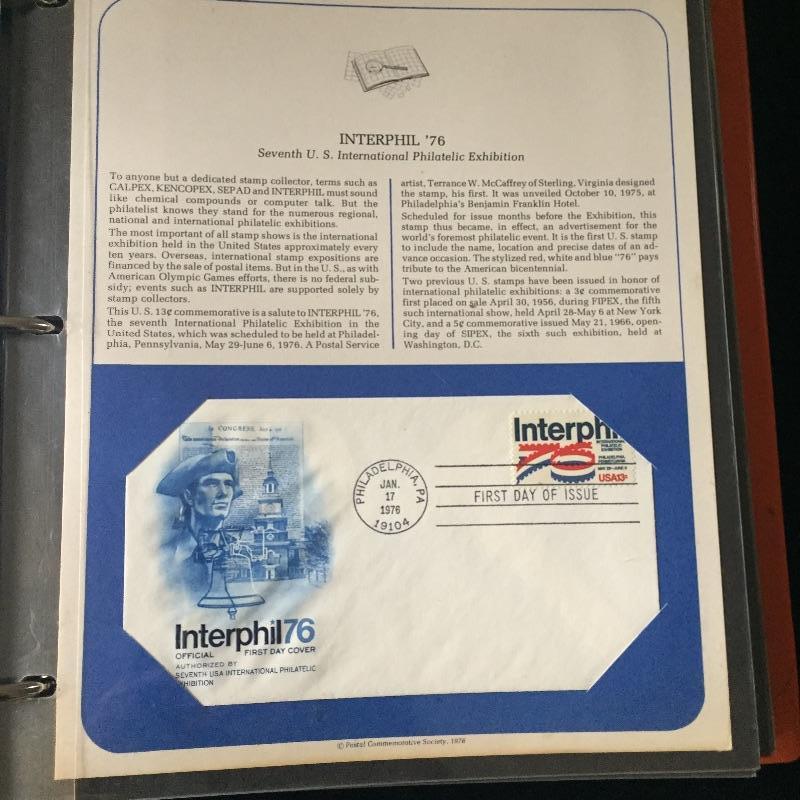 INTERPHIL '76
Seventh U. S. International Philatelic Exhibition
To anyone but a dedicated stamp collector, terms such as
CALPEX, KENCOPEX, SEPAD and INTERPHIL must sound
like chemical compounds or computer talk. But the
philatelist knows they stand for the numerous regional,
national and international philatelic exhibitions.
The most important of all stamp shows is the international
exhibition held in the United States approximately every
ten years. Overseas, international stamp expositions are
financed by the sale of postal items. But in the U. S., as with
American Olympic Games efforts, there is no federal sub-
sidy; events such as INTERPHIL are supported solely by
stamp collectors.
This U. S. 13¢ commemorative is a salute to INTERPHIL '76,
the seventh International Philatelic Exhibition in the
United States, which was scheduled to be held at Philadel-
phia, Pennsylvania, May 29-June 6, 1976. A Postal Service
artist, Terrance W. McCaffrey of Sterling, Virginia designed
the stamp, his first. It was unveiled October 10, 1975, at
Philadelphia's Benjamin Franklin Hotel.
Scheduled for issue months before the Exhibition, this
stamp thus became, in effect, an advertisement for the
world's foremost philatelic event. It is the first U. S. stamp
to include the name, location and precise dates of an ad-
vance occasion. The stylized red, white and blue "76" pays
tribute to the American bicentennial.
Two previous U. S. stamps have been issued in honor of
international philatelic exhibitions: a 3¢ commemorative
first placed on sale April 30, 1956, during FIPEX, the fifth
such international show, held April 28-May 6 at New York
City, and a 5¢ commemorative issued May 21, 1966, open-
ing day of SIPEX, the sixth such exhibition, held at
Washington, D.C.
CONGRESS,
Interphil76
OFFICIAL FIRST DAY COVER
AUTHORIZED BY
SEVENTH USA INTERNATIONAL PHILATELIC
EXHIBITION
PHILADELPHIA, PA
JAN.
17
1976
19104
Interphi
INTERNATIONAL
PHILATELIC
EXHIBITION
PHILADELPHIA,
PENNSYLVANIA
MAY 29-JUNE 6
USA13¢
FIRST DAY OF ISSUE
© Postal Commemorative Society, 1976